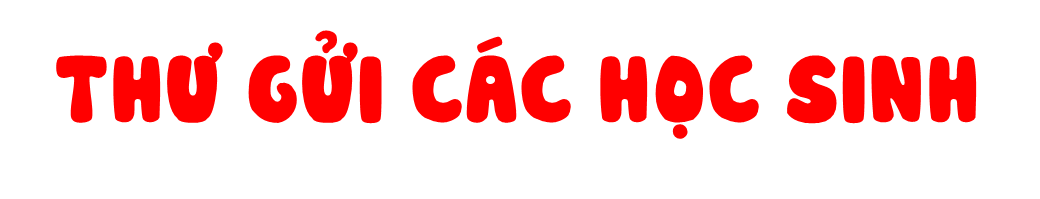 THƯ GỬI CÁC HỌC SINH